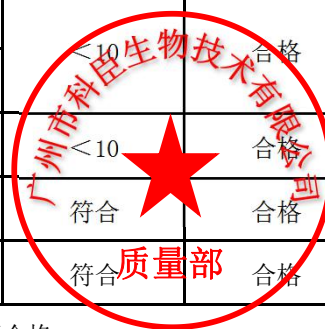 <10 合格
<10 合格
符合 合格
符合 合格
广州市科臣生物技术有限公司
质量部
合格